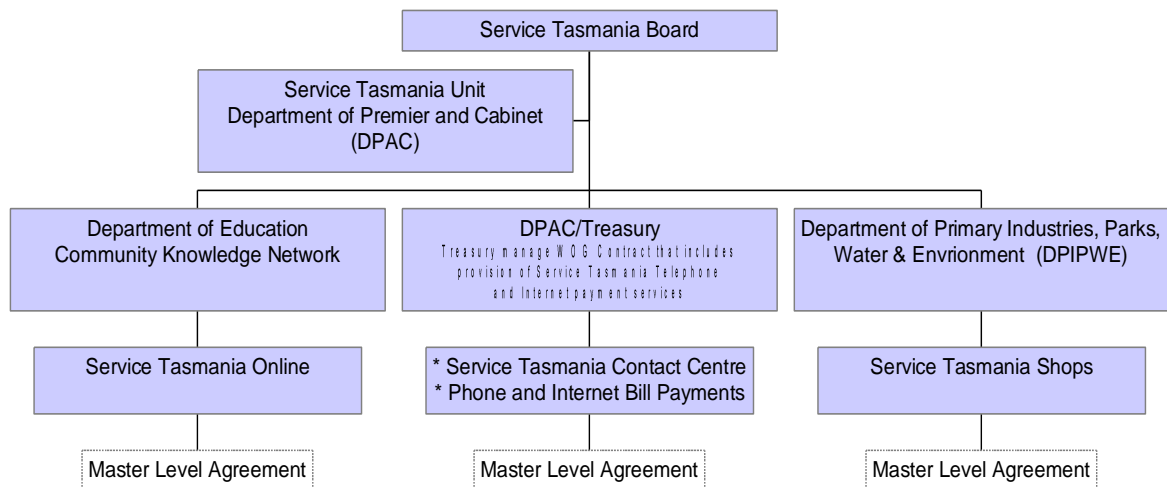 Service Tasmania Board
Service Tasmania Unit
Department of Premier and Cabinet
(DPAC)
Department of Education
Community Knowledge Network
DPAC/Treasury
Treasury manage WOG Contract that includes
provision of Service Tasmania Telephone
and Internet payment services
Department of Primary Industries, Parks,
Water & Envrionment (DPIPWE)
Service Tasmania Online
* Service Tasmania Contact Centre
* Phone and Internet Bill Payments
Service Tasmania Shops
Master Level Agreement
Master Level Agreement
Master Level Agreement